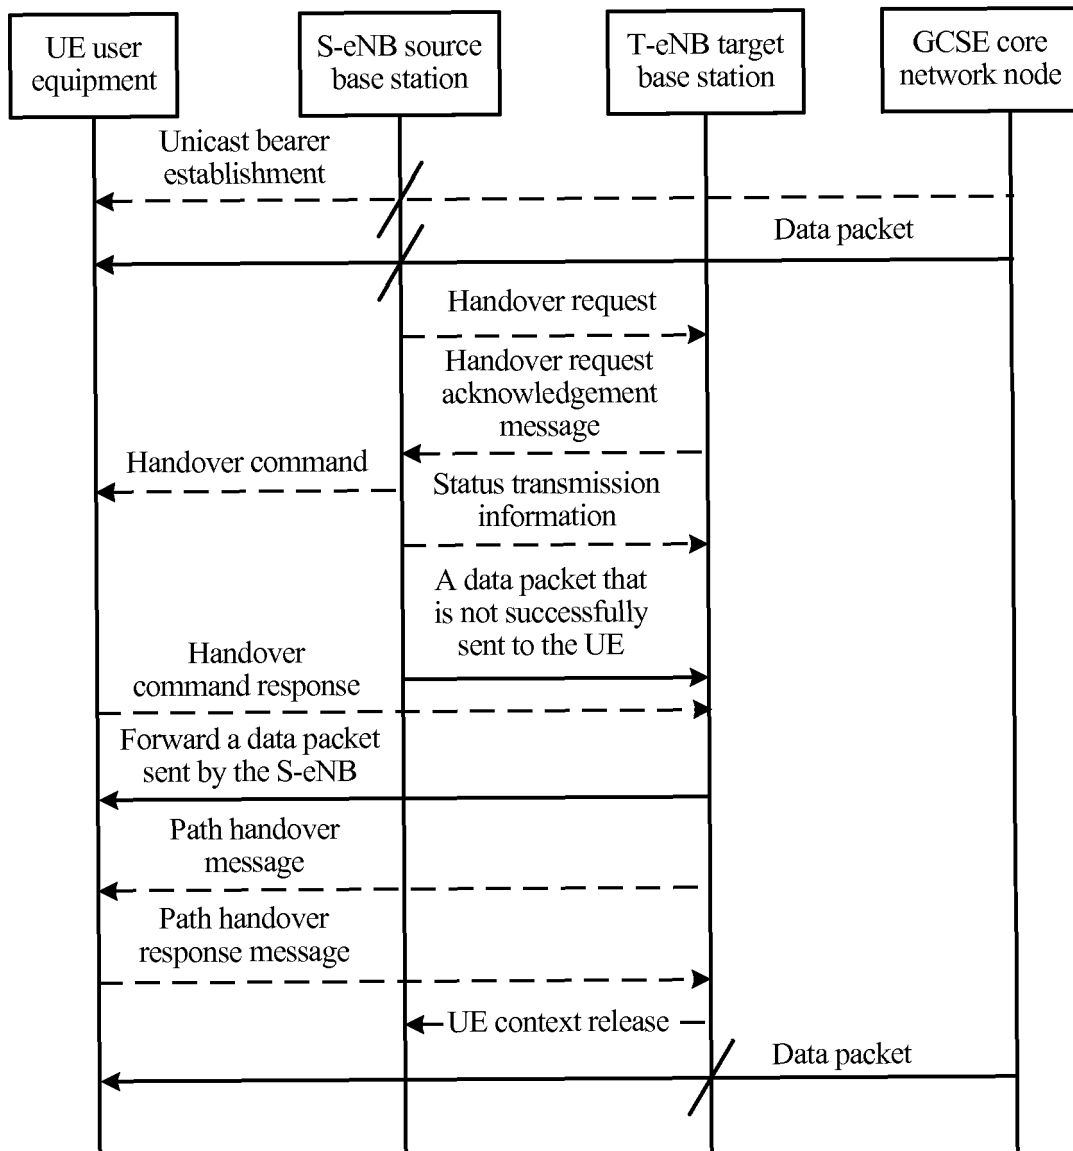 UE user
equipment
S-eNB source
base station
T-eNB target
base station
GCSE core
network node
Unicast bearer
establishment
Data packet
Handover request
Handover request
acknowledgement
message
Handover command
Status transmission
information
A data packet that
is not successfully
sent to the UE
Handover
command response
Forward a data packet
sent by the S-eNB
Path handover
message
Path handover
response message
UE context release
Data packet